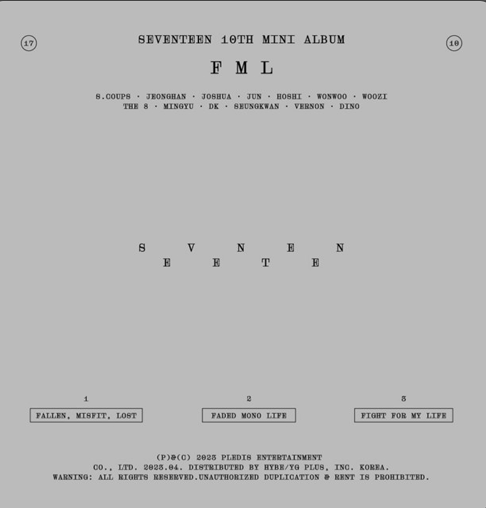 SEVENTEEN 10TH MINI ALBUM
17
10
F M L
S.COUPS · JEONGHAN · JOSHUA · JUN · HOSHI · WONWOO · WOOZI
THE 8 · MINGYU · DK · SEUNGKWAN · VERNON · DINO
S V N E N
E E T E
1 2 3
FALLEN, MISFIT, LOST FADED MONO LIFE FIGHT FOR MY LIFE
(P)&(C) 2023 PLEDIS ENTERTAINMENT
CO., LTD. 2023.04. DISTRIBUTED BY HYBE/YG PLUS, INC. KOREA.
WARNING: ALL RIGHTS RESERVED.UNAUTHORIZED DUPLICATION & RENT IS PROHIBITED.